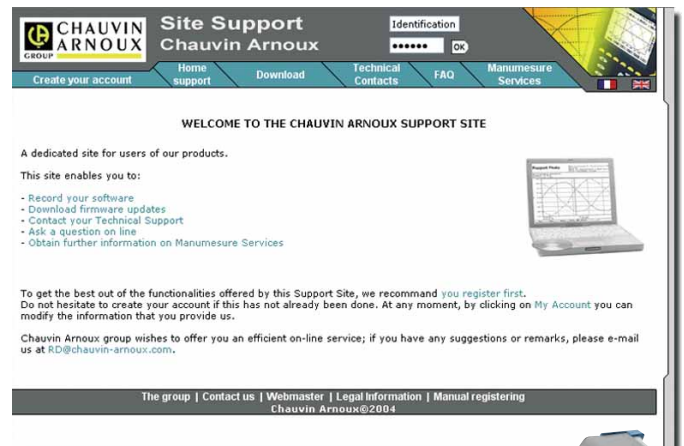 CHAUVIN
ARNOUX
GROUP
Site Support
Chauvin Arnoux
Identification
••••••
OK
Create your account
Home
support
Download
Technical
Contacts
FAQ
Manumesure
Services
WELCOME TO THE CHAUVIN ARNOUX SUPPORT SITE
A dedicated site for users of our products.
This site enables you to:
- Record your software
- Download firmware updates
- Contact your Technical Support
- Ask a question on line
- Obtain further information on Manumesure Services
To get the best out of the functionalities offered by this Support Site, we recommand you register first.
Do not hesitate to create your account if this has not already been done. At any moment, by clicking on My Account you can
modify the information that you provide us.
Chauvin Arnoux group wishes to offer you an efficient on-line service; if you have any suggestions or remarks, please e-mail
us at RD@chauvin-arnoux.com.
The group | Contact us | Webmaster | Legal Information | Manual registering
Chauvin Arnoux©2004